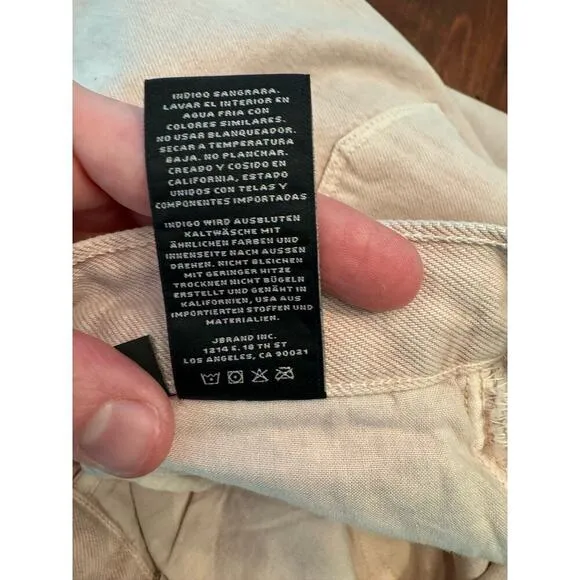 INDIGO SANGRARA.
LAVAR EL INTERIOR EN
AGUA FRIA CON
COLORES SIMILARES.
NO USAR BLANQUEADOR.
SECAR A TEMPERATURA
BAJA. NO PLANCHAR.
CREADO Y COSIDO EN
CALIFORNIA, ESTADO
UNIDOS CON TELAS Y
COMPONENTES IMPORTADAS
INDIGO WIRD AUSBLUTEN
KALTWÄSCHE MIT
ÄHNLICHEN FARBEN UND
INNENSEITE NACH AUSSEN
DREHEN. NICHT BLEICHEN
MIT GERINGER HITZE
TROCKNEN NICHT BÜGELN
ERSTELLT UND GENÄHT IN
KALIFORNIEN, USA AUS
IMPORTIERTEN STOFFEN UND
MATERIALIEN.
JBRAND INC.
1214 E. 18 TH ST
LOS ANGELES, CA 90021